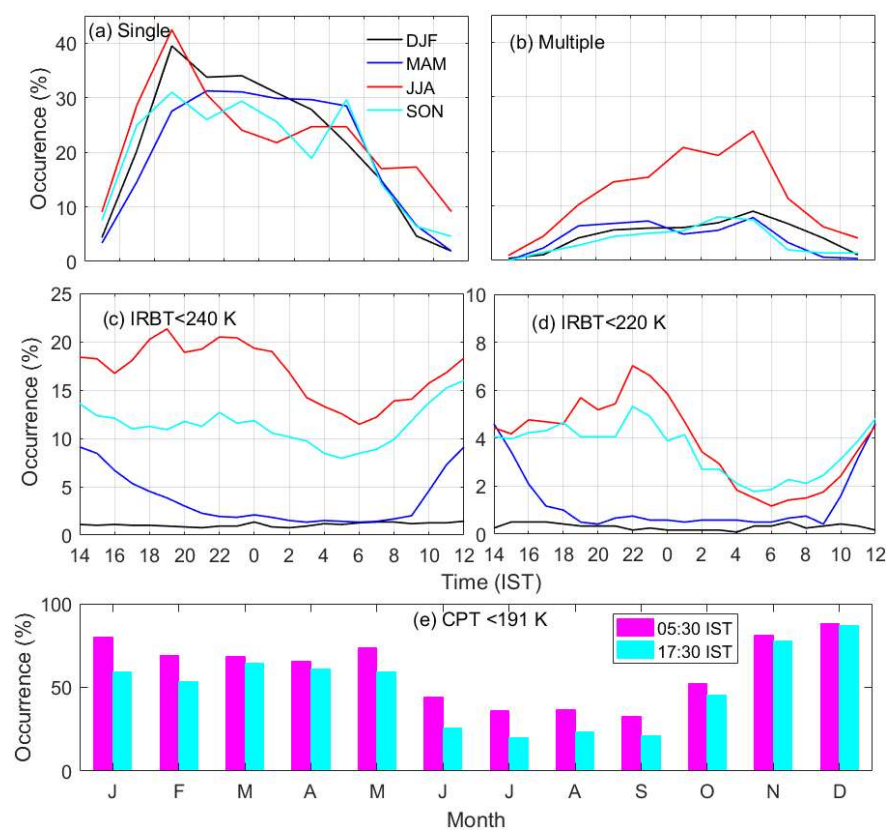 (a) Single
(b) Multiple
DJF
MAM
JJA
SON
Occurence (%)
40
30
20
10
0
(c) IRBT<240 K
(d) IRBT<220 K
Occurrence (%)
25
20
15
10
5
0
10
8
6
4
2
0
14 16 18 20 22 0 2 4 6 8 10 12
14 16 18 20 22 0 2 4 6 8 10 12
Time (IST)
(e) CPT <191 K
05:30 IST
17:30 IST
Occurrence (%)
100
50
0
J F M A M J J A S O N D
Month